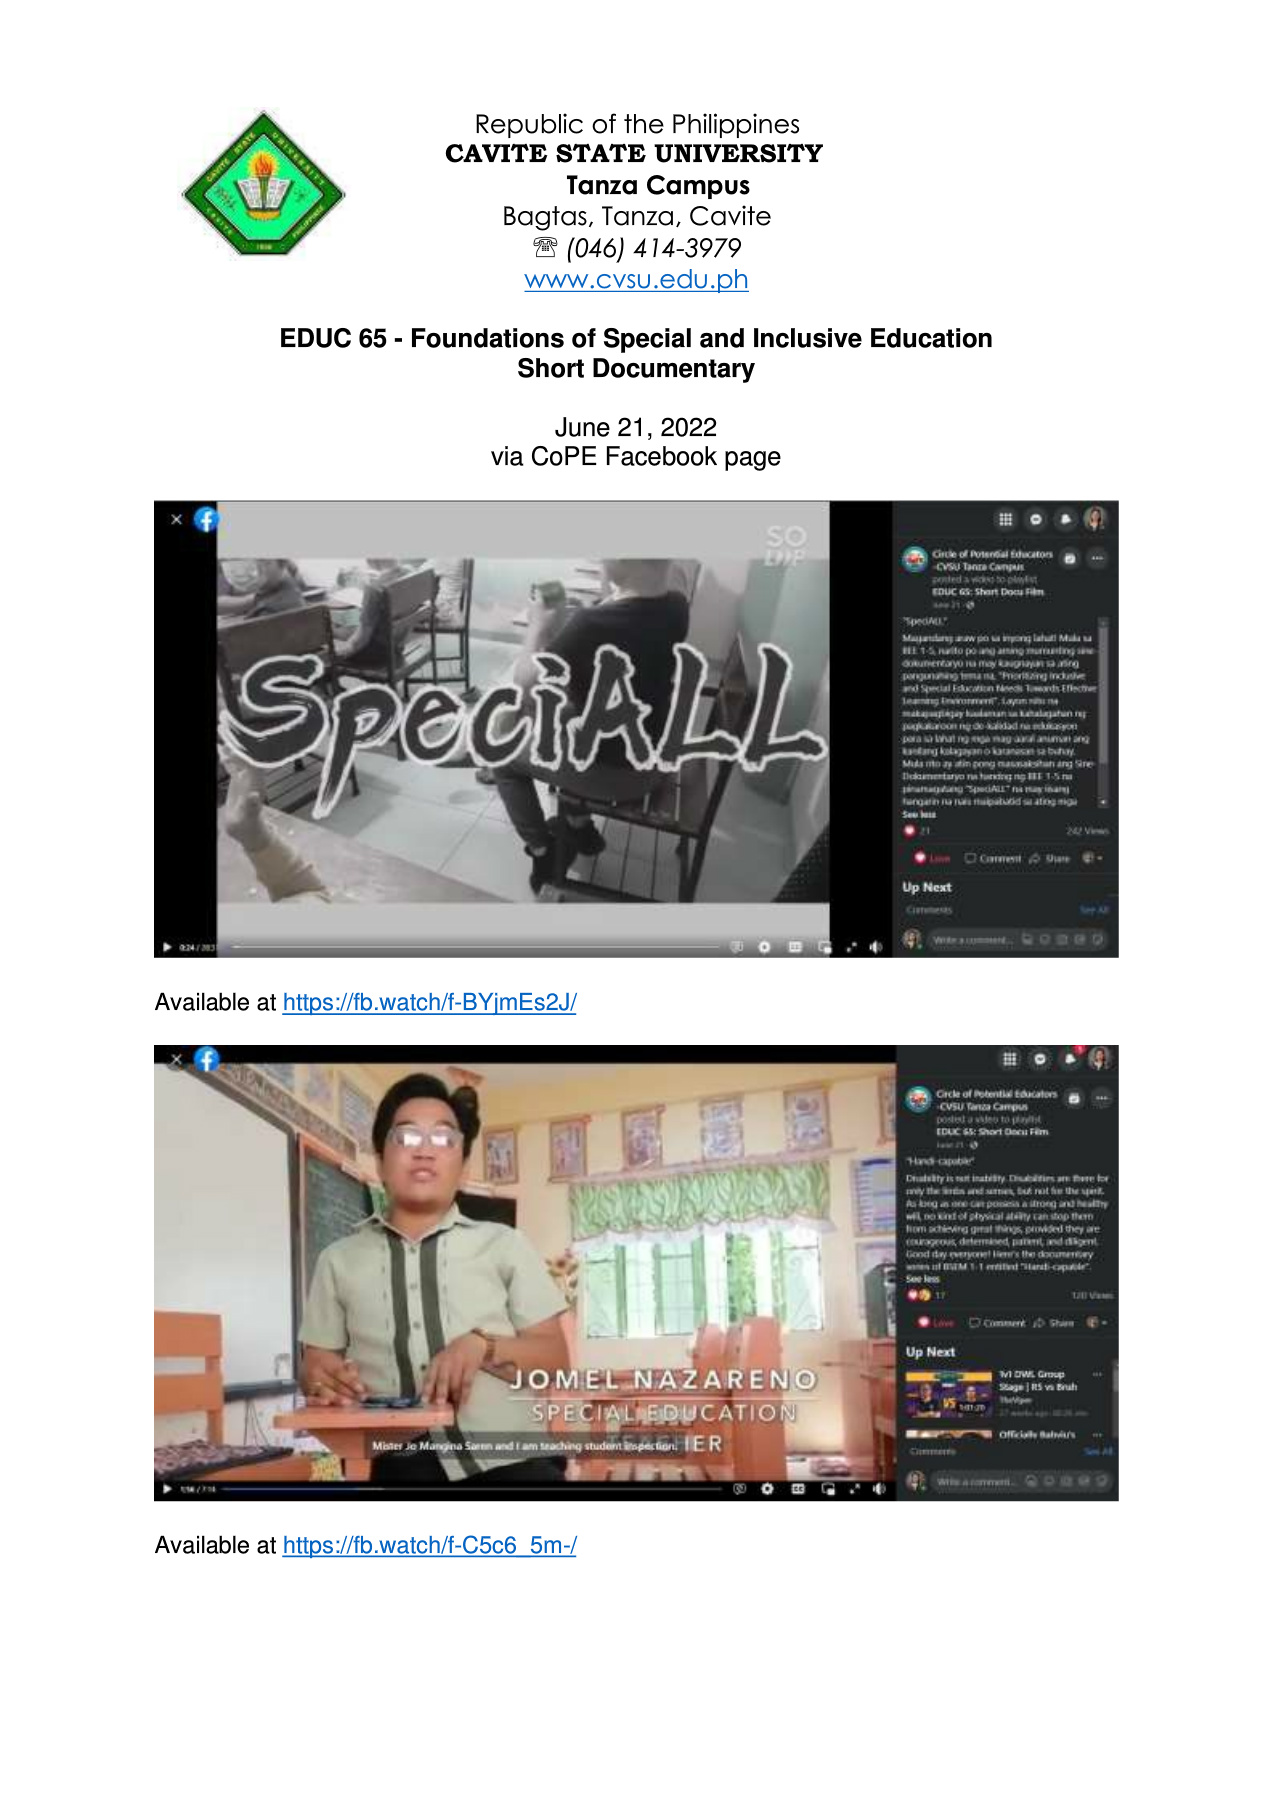 Republic of the Philippines
CAVITE STATE UNIVERSITY
Tanza Campus
Bagtas, Tanza, Cavite
☏ (046) 414-3979
www.cvsu.edu.ph
EDUC 65 - Foundations of Special and Inclusive Education
Short Documentary
June 21, 2022
via CoPE Facebook page
SpeciALL
Circle of Potential Educators
-CVSU Tanza Campus
posted a video to playlist
EDUC 65: Short Docu Film
June 21
"SpeciALL"
Magandang araw po sa inyong lahat! Mula sa
BEE 1-5, narito po ang aming mumunting sine-
dokumentaryo na may kaugnayan sa ating
pangunahing tema na, "Prioritizing Inclusive
and Special Education Needs Towards Effective
Learning Environment". Layon nitu na
makapagbigay kaalaman sa kahalagahan ng
pagkakaroon ng de-kalidad na edukasyon
para sa lahat ng mga mag-aaral anuman ang
kanilang kalagayan o karanasan sa buhay.
Mula rito ay atin pong masasaksihan ang Sine-
Dokumentaryo na handog ng BEE 1-5 na
pinamagatang "SpeciALL" na may iisang
hangarin na nais maipabatid sa ating mga
See less
21
242 Views
Love Comment Share
Up Next
Comments See All
Write a comment...
0:24
Available at https://fb.watch/f-BYjmEs2J/
Circle of Potential Educators
-CVSU Tanza Campus
posted a video to playlist
EDUC 65: Short Docu Film
June 21
"Handi-capable"
Disability is not inability. Disabilities are there for
only the limbs and senses, but not for the spirit.
As long as one can possess a strong and healthy
will, no kind of physical ability can stop them
from achieving great things, provided they are
courageous, determined, patient, and diligent.
Good day everyone! Here's the documentary
series of BSEM 1-1 entitled "Handi-capable".
See less
17
120 Views
Love Comment Share
Up Next
1v1 DWL Group
Stage | RS vs Bruh
VS
1:01:20
Comments See All
Write a comment...
JOMEL NAZARENO
SPECIAL EDUCATION
TEACHER
Mister Jo Mangina Saren and I am teaching student inspection.
Available at https://fb.watch/f-C5c6_5m-/